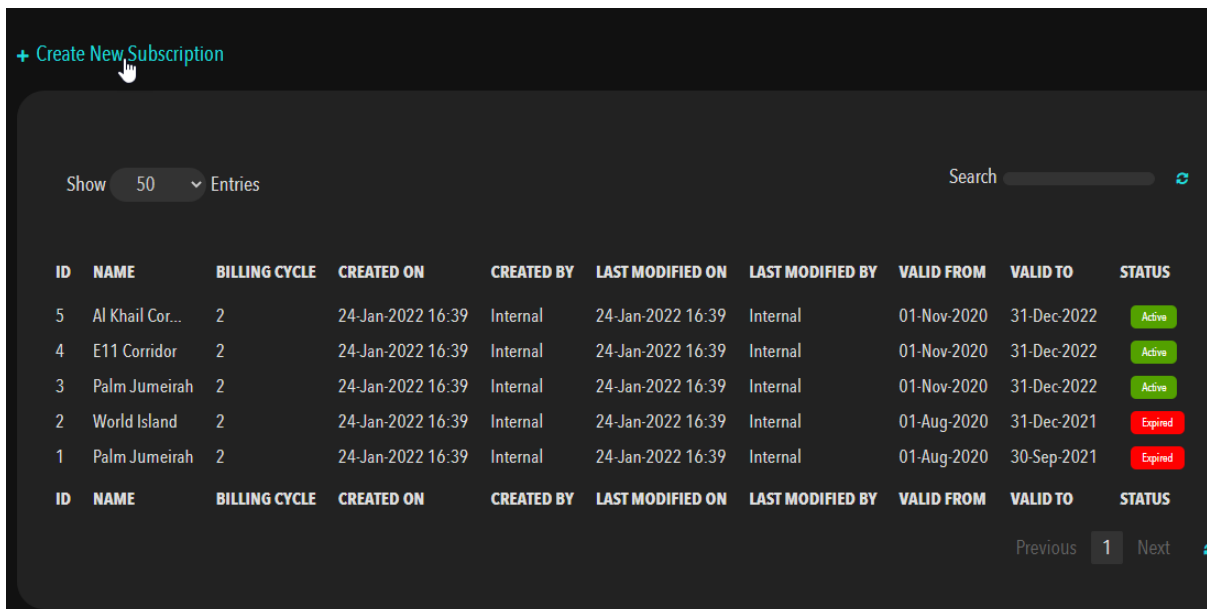 + Create New Subscription
Show 50 Entries Search
ID NAME BILLING CYCLE CREATED ON CREATED BY LAST MODIFIED ON LAST MODIFIED BY VALID FROM VALID TO STATUS
5 Al Khail Cor... 2 24-Jan-2022 16:39 Internal 24-Jan-2022 16:39 Internal 01-Nov-2020 31-Dec-2022 Active
4 E11 Corridor 2 24-Jan-2022 16:39 Internal 24-Jan-2022 16:39 Internal 01-Nov-2020 31-Dec-2022 Active
3 Palm Jumeirah 2 24-Jan-2022 16:39 Internal 24-Jan-2022 16:39 Internal 01-Nov-2020 31-Dec-2022 Active
2 World Island 2 24-Jan-2022 16:39 Internal 24-Jan-2022 16:39 Internal 01-Aug-2020 31-Dec-2021 Expired
1 Palm Jumeirah 2 24-Jan-2022 16:39 Internal 24-Jan-2022 16:39 Internal 01-Aug-2020 30-Sep-2021 Expired
ID NAME BILLING CYCLE CREATED ON CREATED BY LAST MODIFIED ON LAST MODIFIED BY VALID FROM VALID TO STATUS
Previous 1 Next